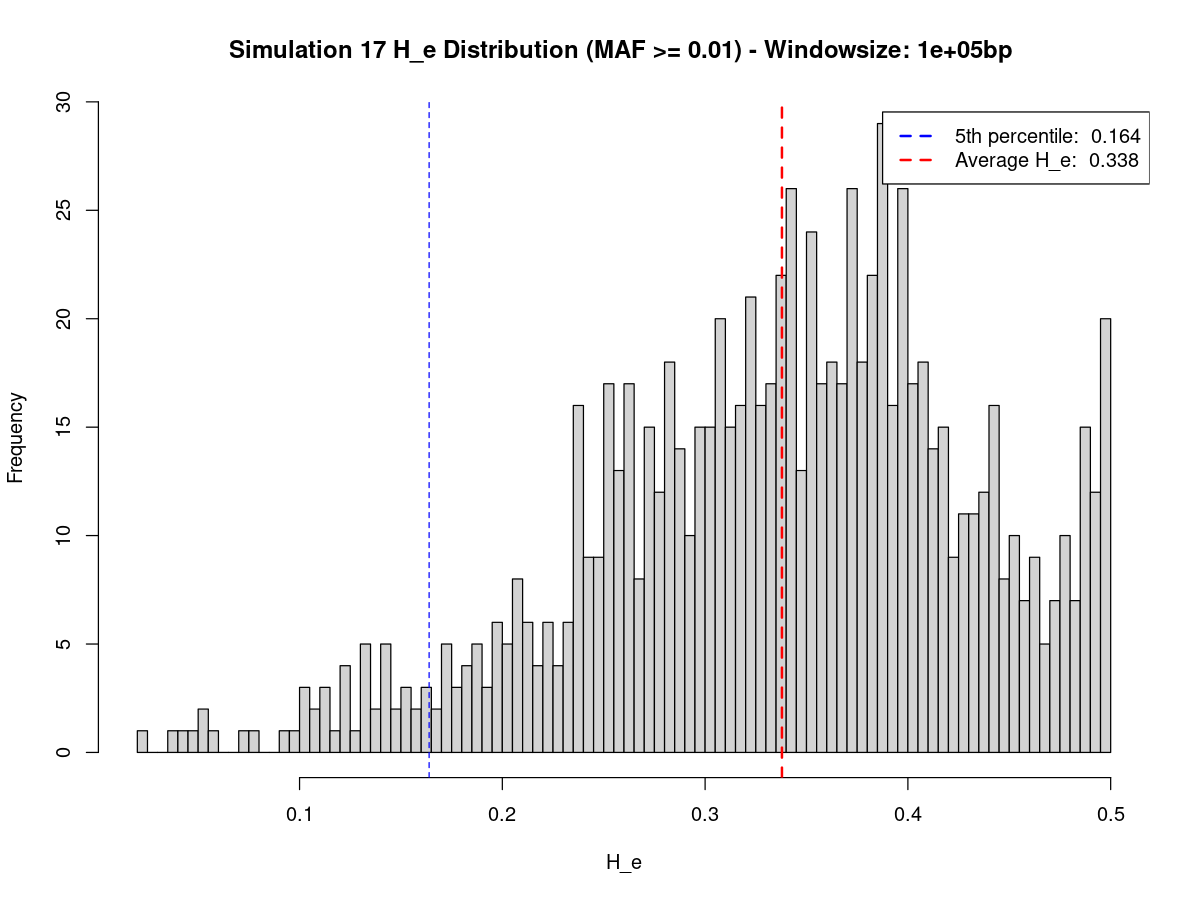 Simulation 17 H_e Distribution (MAF >= 0.01) - Windowsize: 1e+05bp
30
25
20
15
10
5
0
Frequency
5th percentile: 0.164
Average H_e: 0.338
0.1 0.2 0.3 0.4 0.5
H_e